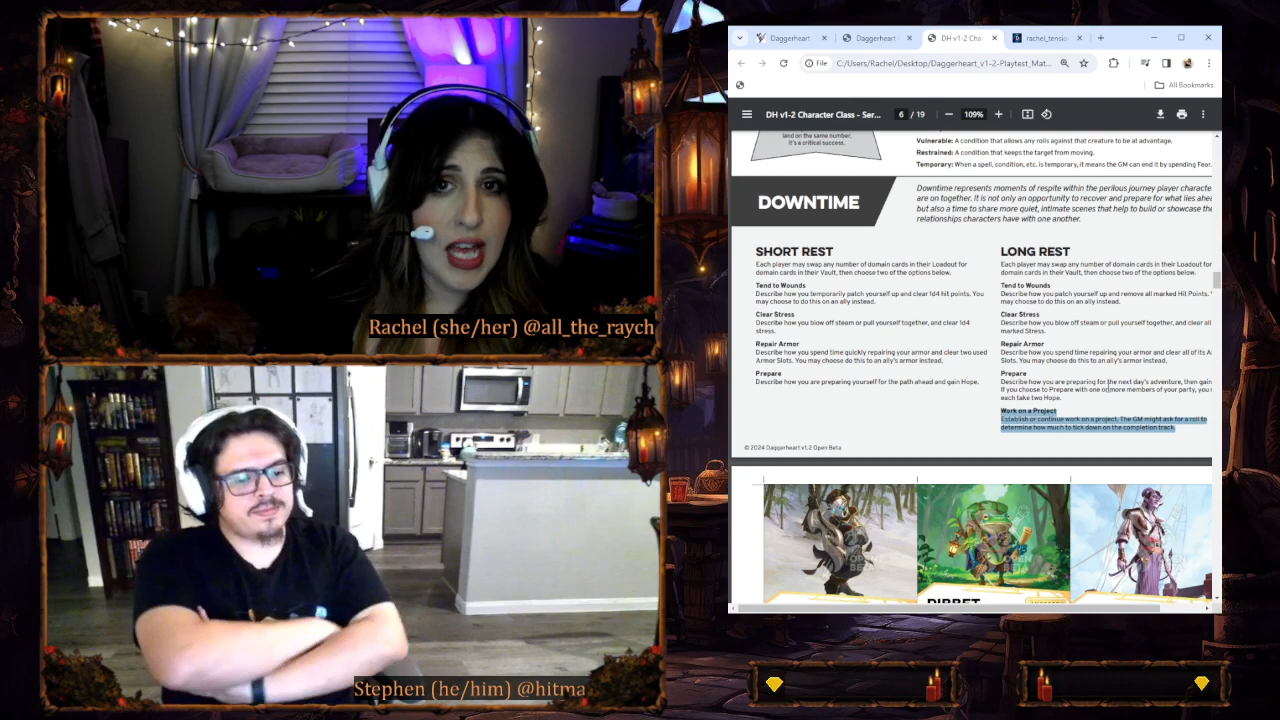 Rachel (she/her) @all_the_raych
Stephen (he/him) @hitma
Daggerheart
Daggerheart
DH v1-2 Cha
rachel_tension
File
C:/Users/Rachel/Desktop/Daggerheart_v1-2-Playtest_Mat...
All Bookmarks
DH v1-2 Character Class - Ser...
6 / 19
109%
land on the same number,
it's a critical success.
Vulnerable: A condition that allows any rolls against that creature to be at advantage.
Restrained: A condition that keeps the target from moving.
Temporary: When a spell, condition, etc. is temporary, it means the GM can end it by spending Fear.
DOWNTIME
Downtime represents moments of respite within the perilous journey player characte
are on together. It is not only an opportunity to recover and prepare for what lies ahea
but also a time to share more quiet, intimate scenes that help to build or showcase the
relationships characters have with one another.
SHORT REST
Each player may swap any number of domain cards in their Loadout for
domain cards in their Vault, then choose two of the options below.
Tend to Wounds
Describe how you temporarily patch yourself up and clear 1d4 hit points. You
may choose to do this on an ally instead.
Clear Stress
Describe how you blow off steam or pull yourself together, and clear 1d4
stress.
Repair Armor
Describe how you spend time quickly repairing your armor and clear two used
Armor Slots. You may choose to do this to an ally's armor instead.
Prepare
Describe how you are preparing yourself for the path ahead and gain Hope.
LONG REST
Each player may swap any number of domain cards in their Loadout for
domain cards in their Vault, then choose two of the options below.
Tend to Wounds
Describe how you patch yourself up and remove all marked Hit Points.
may choose to do this on an ally instead.
Clear Stress
Describe how you blow off steam or pull yourself together, and clear all
marked Stress.
Repair Armor
Describe how you spend time repairing your armor and clear all of its A
Slots. You may choose to do this to an ally's armor instead.
Prepare
Describe how you are preparing for the next day's adventure, then gain
If you choose to Prepare with one or more members of your party, you
each take two Hope.
Work on a Project
Establish or continue work on a project. The GM might ask for a roll to
determine how much to tick down on the completion track.
© 2024 Daggerheart v1.2 Open Beta
OPEN
BETA
OPEN
BETA
RIBBET